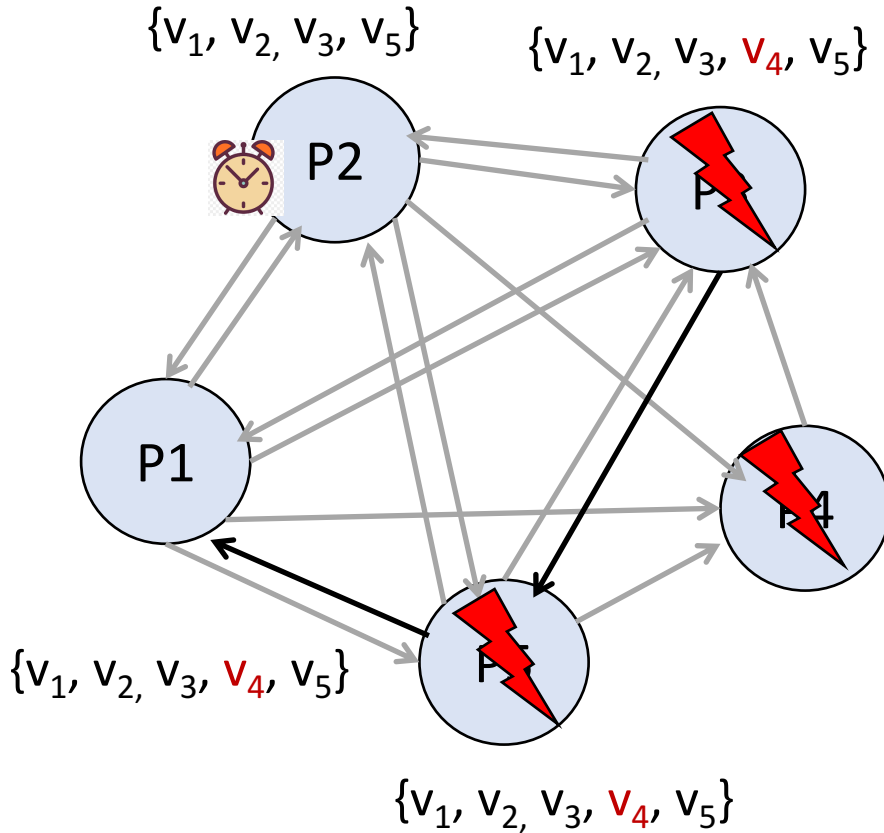 {v₁, v₂, v₃, v₅}
{v₁, v₂, v₃, v₄, v₅}
P2
P1
{v₁, v₂, v₃, v₄, v₅}
{v₁, v₂, v₃, v₄, v₅}